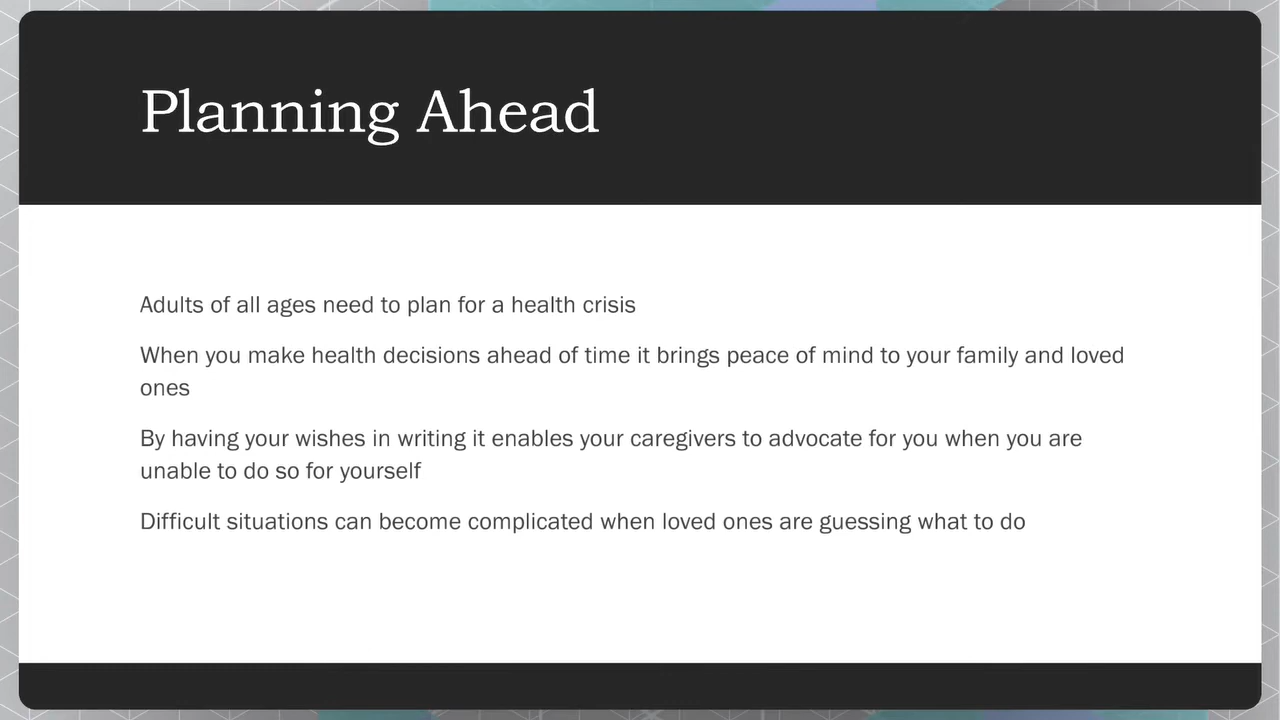 Planning Ahead
Adults of all ages need to plan for a health crisis
When you make health decisions ahead of time it brings peace of mind to your family and loved
ones
By having your wishes in writing it enables your caregivers to advocate for you when you are
unable to do so for yourself
Difficult situations can become complicated when loved ones are guessing what to do